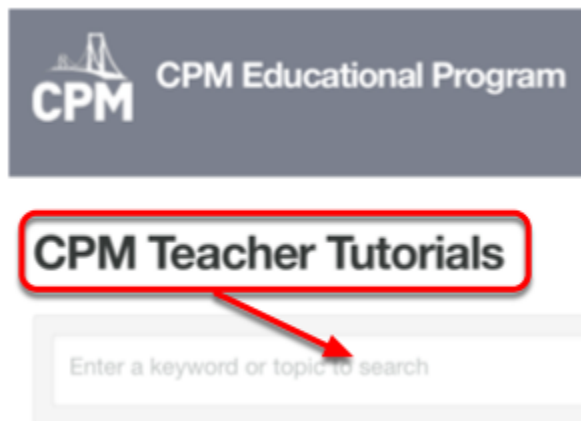 CPM
CPM Educational Program
CPM Teacher Tutorials
Enter a keyword or topic to search